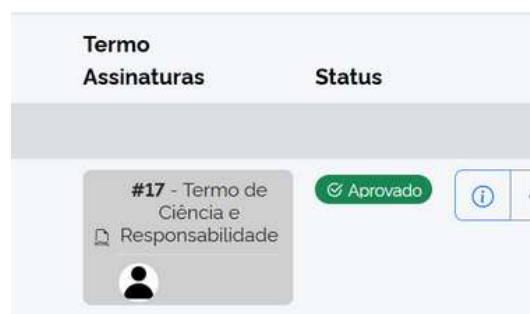 Termo
Assinaturas
Status
#17 - Termo de
Ciência e
Responsabilidade
Aprovado